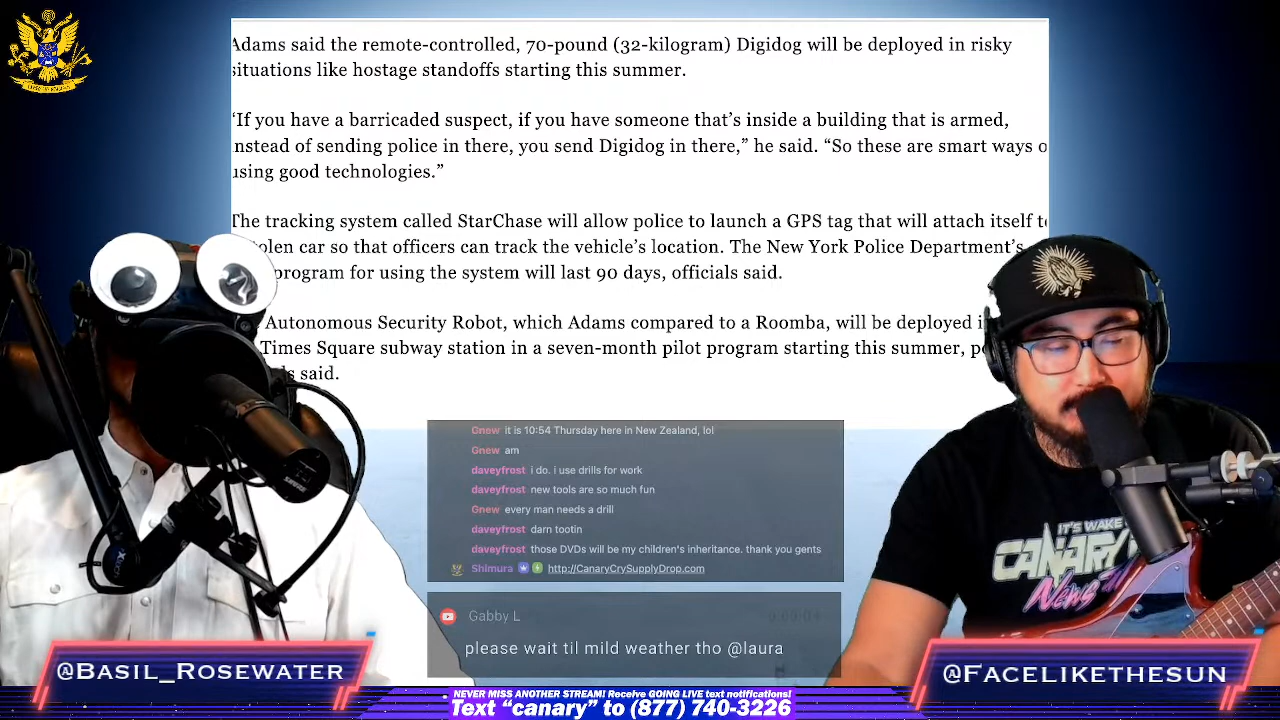 Adams said the remote-controlled, 70-pound (32-kilogram) Digidog will be deployed in risky
situations like hostage standoffs starting this summer.
“If you have a barricaded suspect, if you have someone that’s inside a building that is armed,
instead of sending police in there, you send Digidog in there,” he said. “So these are smart ways o
using good technologies.”
The tracking system called StarChase will allow police to launch a GPS tag that will attach itself to
stolen car so that officers can track the vehicle’s location. The New York Police Department’s
program for using the system will last 90 days, officials said.
Autonomous Security Robot, which Adams compared to a Roomba, will be deployed i
Times Square subway station in a seven-month pilot program starting this summer, po
ls said.
Gnew it is 10:54 Thursday here in New Zealand, lol
Gnew am
daveyfrost i do. i use drills for work
daveyfrost new tools are so much fun
Gnew every man needs a drill
daveyfrost darn tootin
daveyfrost those DVDs will be my children's inheritance. thank you gents
Shimura http://CanaryCrySupplyDrop.com
Gabby L
please wait til mild weather tho @laura
IT'S WAKE
CANARY
News
@Basil_Rosewater
@Facelikethesun
NEVER MISS ANOTHER STREAM! Receive GOING LIVE text notifications!
Text “canary” to (877) 740-3226